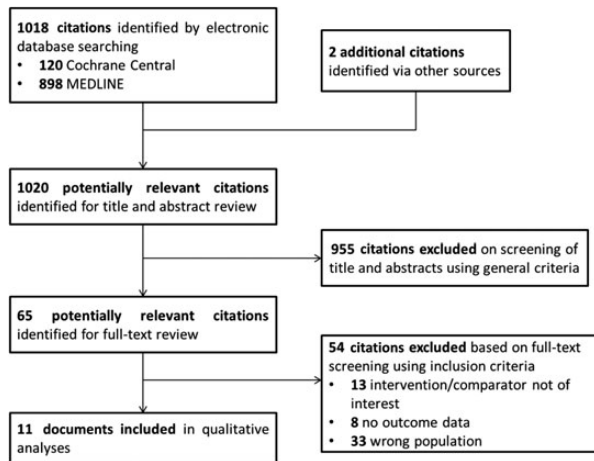 1018 citations identified by electronic
database searching
• 120 Cochrane Central
• 898 MEDLINE
2 additional citations
identified via other sources
1020 potentially relevant citations
identified for title and abstract review
955 citations excluded on screening of
title and abstracts using general criteria
65 potentially relevant citations
identified for full-text review
54 citations excluded based on full-text
screening using inclusion criteria
• 13 intervention/comparator not of
interest
• 8 no outcome data
• 33 wrong population
11 documents included in qualitative
analyses